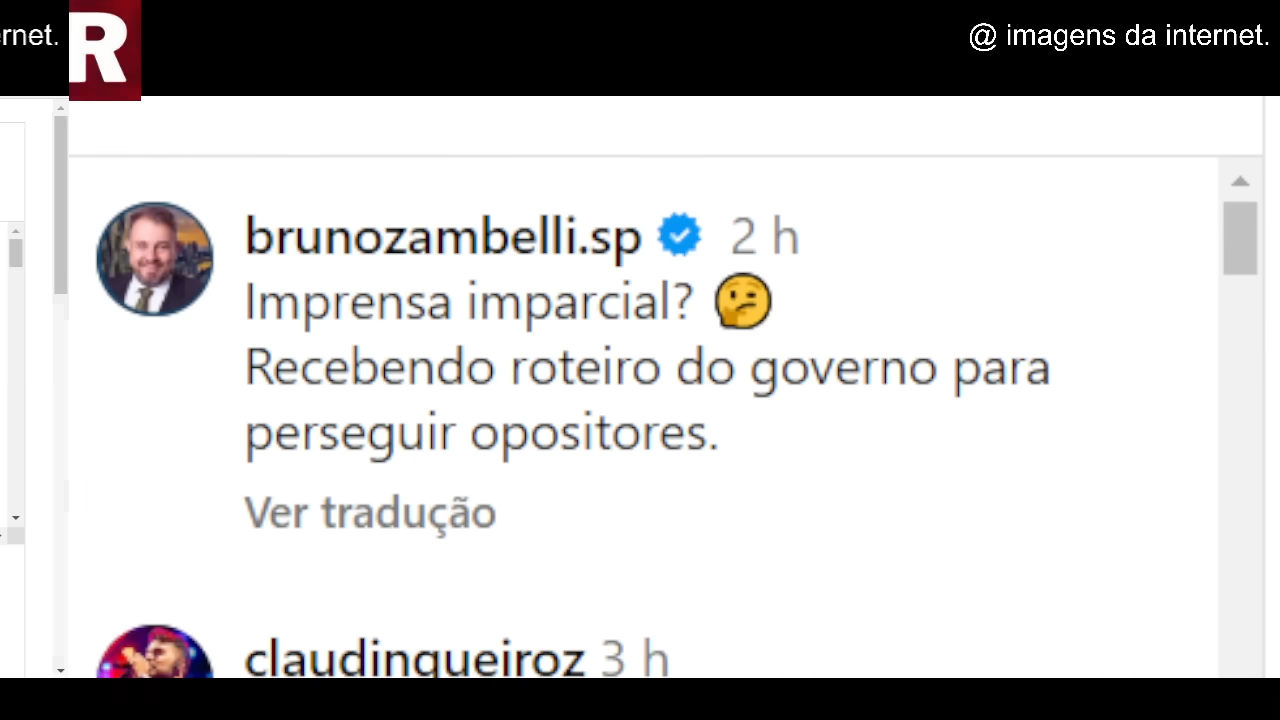 ernet.
R
@ imagens da internet.
brunozambelli.sp 2 h
Imprensa imparcial? 🤔
Recebendo roteiro do governo para
perseguir opositores.
Ver tradução
claudinqueiroz 3 h